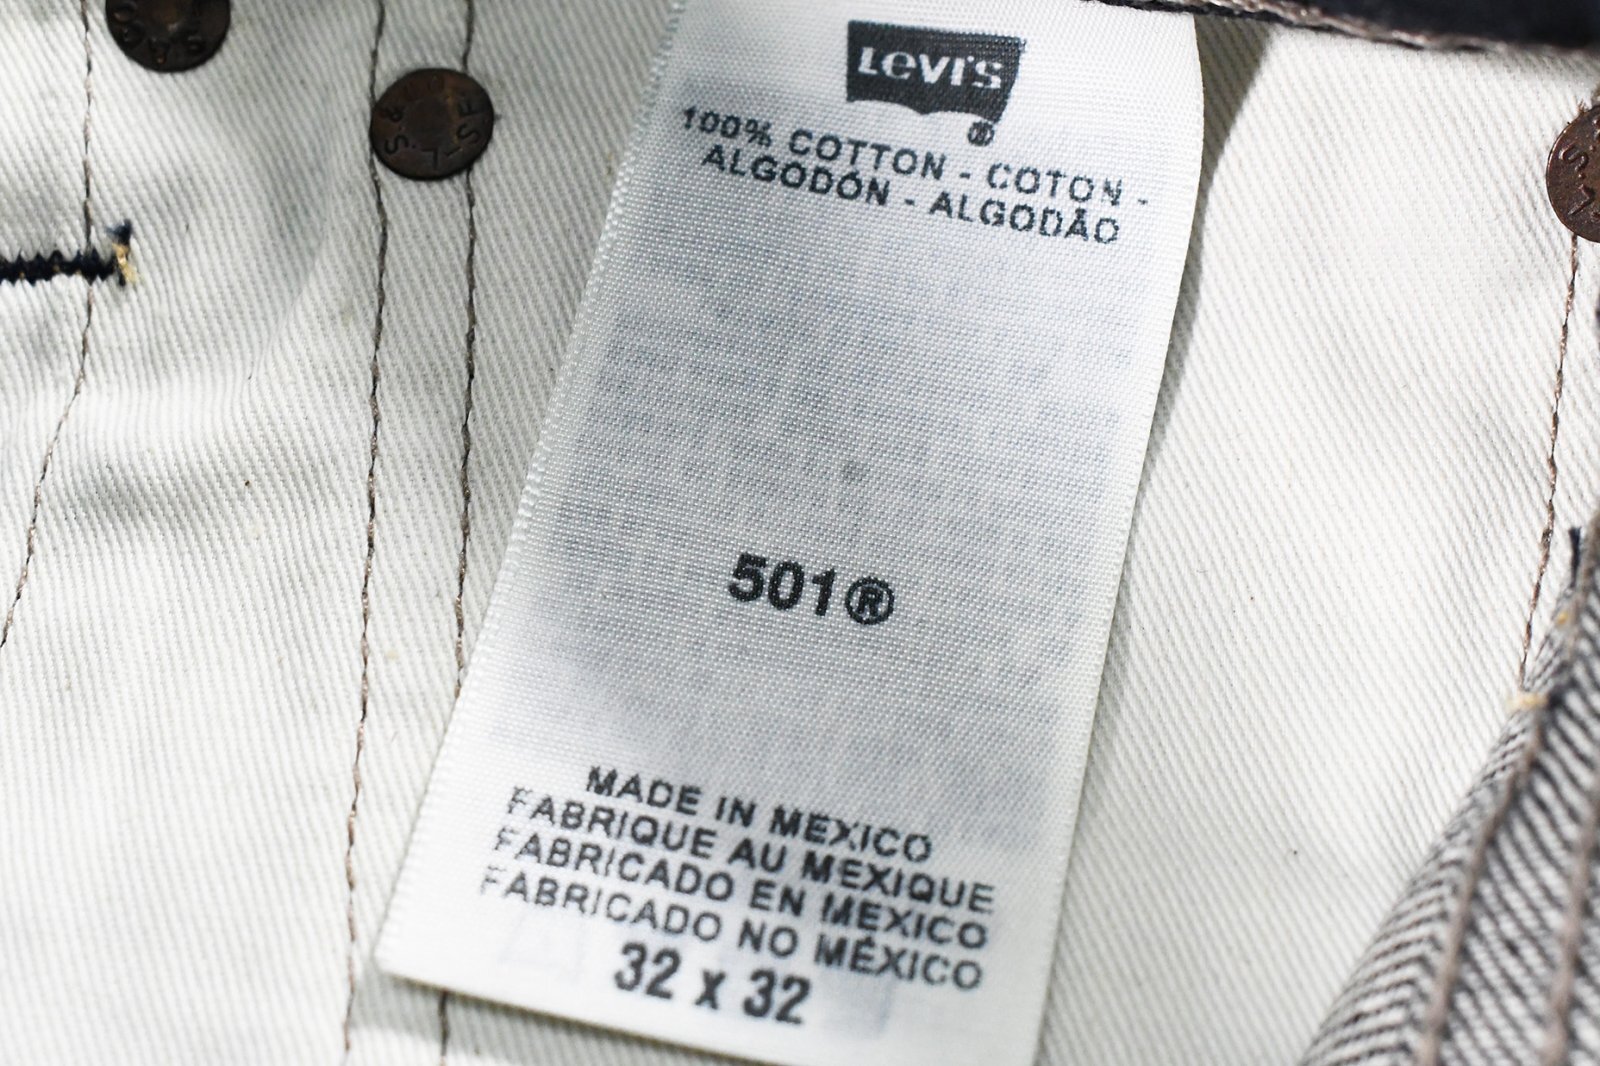 LEVI'S
®
100% COTTON - COTON -
ALGODÓN - ALGODÃO
501®
MADE IN MEXICO
FABRIQUE AU MEXIQUE
FABRICADO EN MEXICO
FABRICADO NO MÉXICO
32 x 32
L.S.&CO.-S.F.